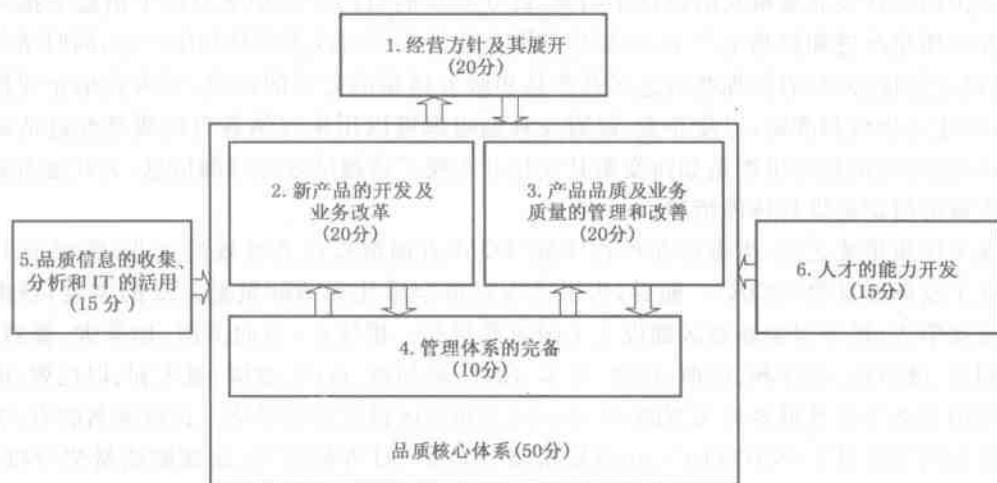 1.经营方针及其展开
(20分)
2.新产品的开发及
业务改革
(20分)
3.产品品质及业务
质量的管理和改善
(20分)
5.品质信息的收集、
分析和 IT 的活用
(15分)
6.人才的能力开发
(15分)
4.管理体系的完备
(10分)
品质核心体系(50分)